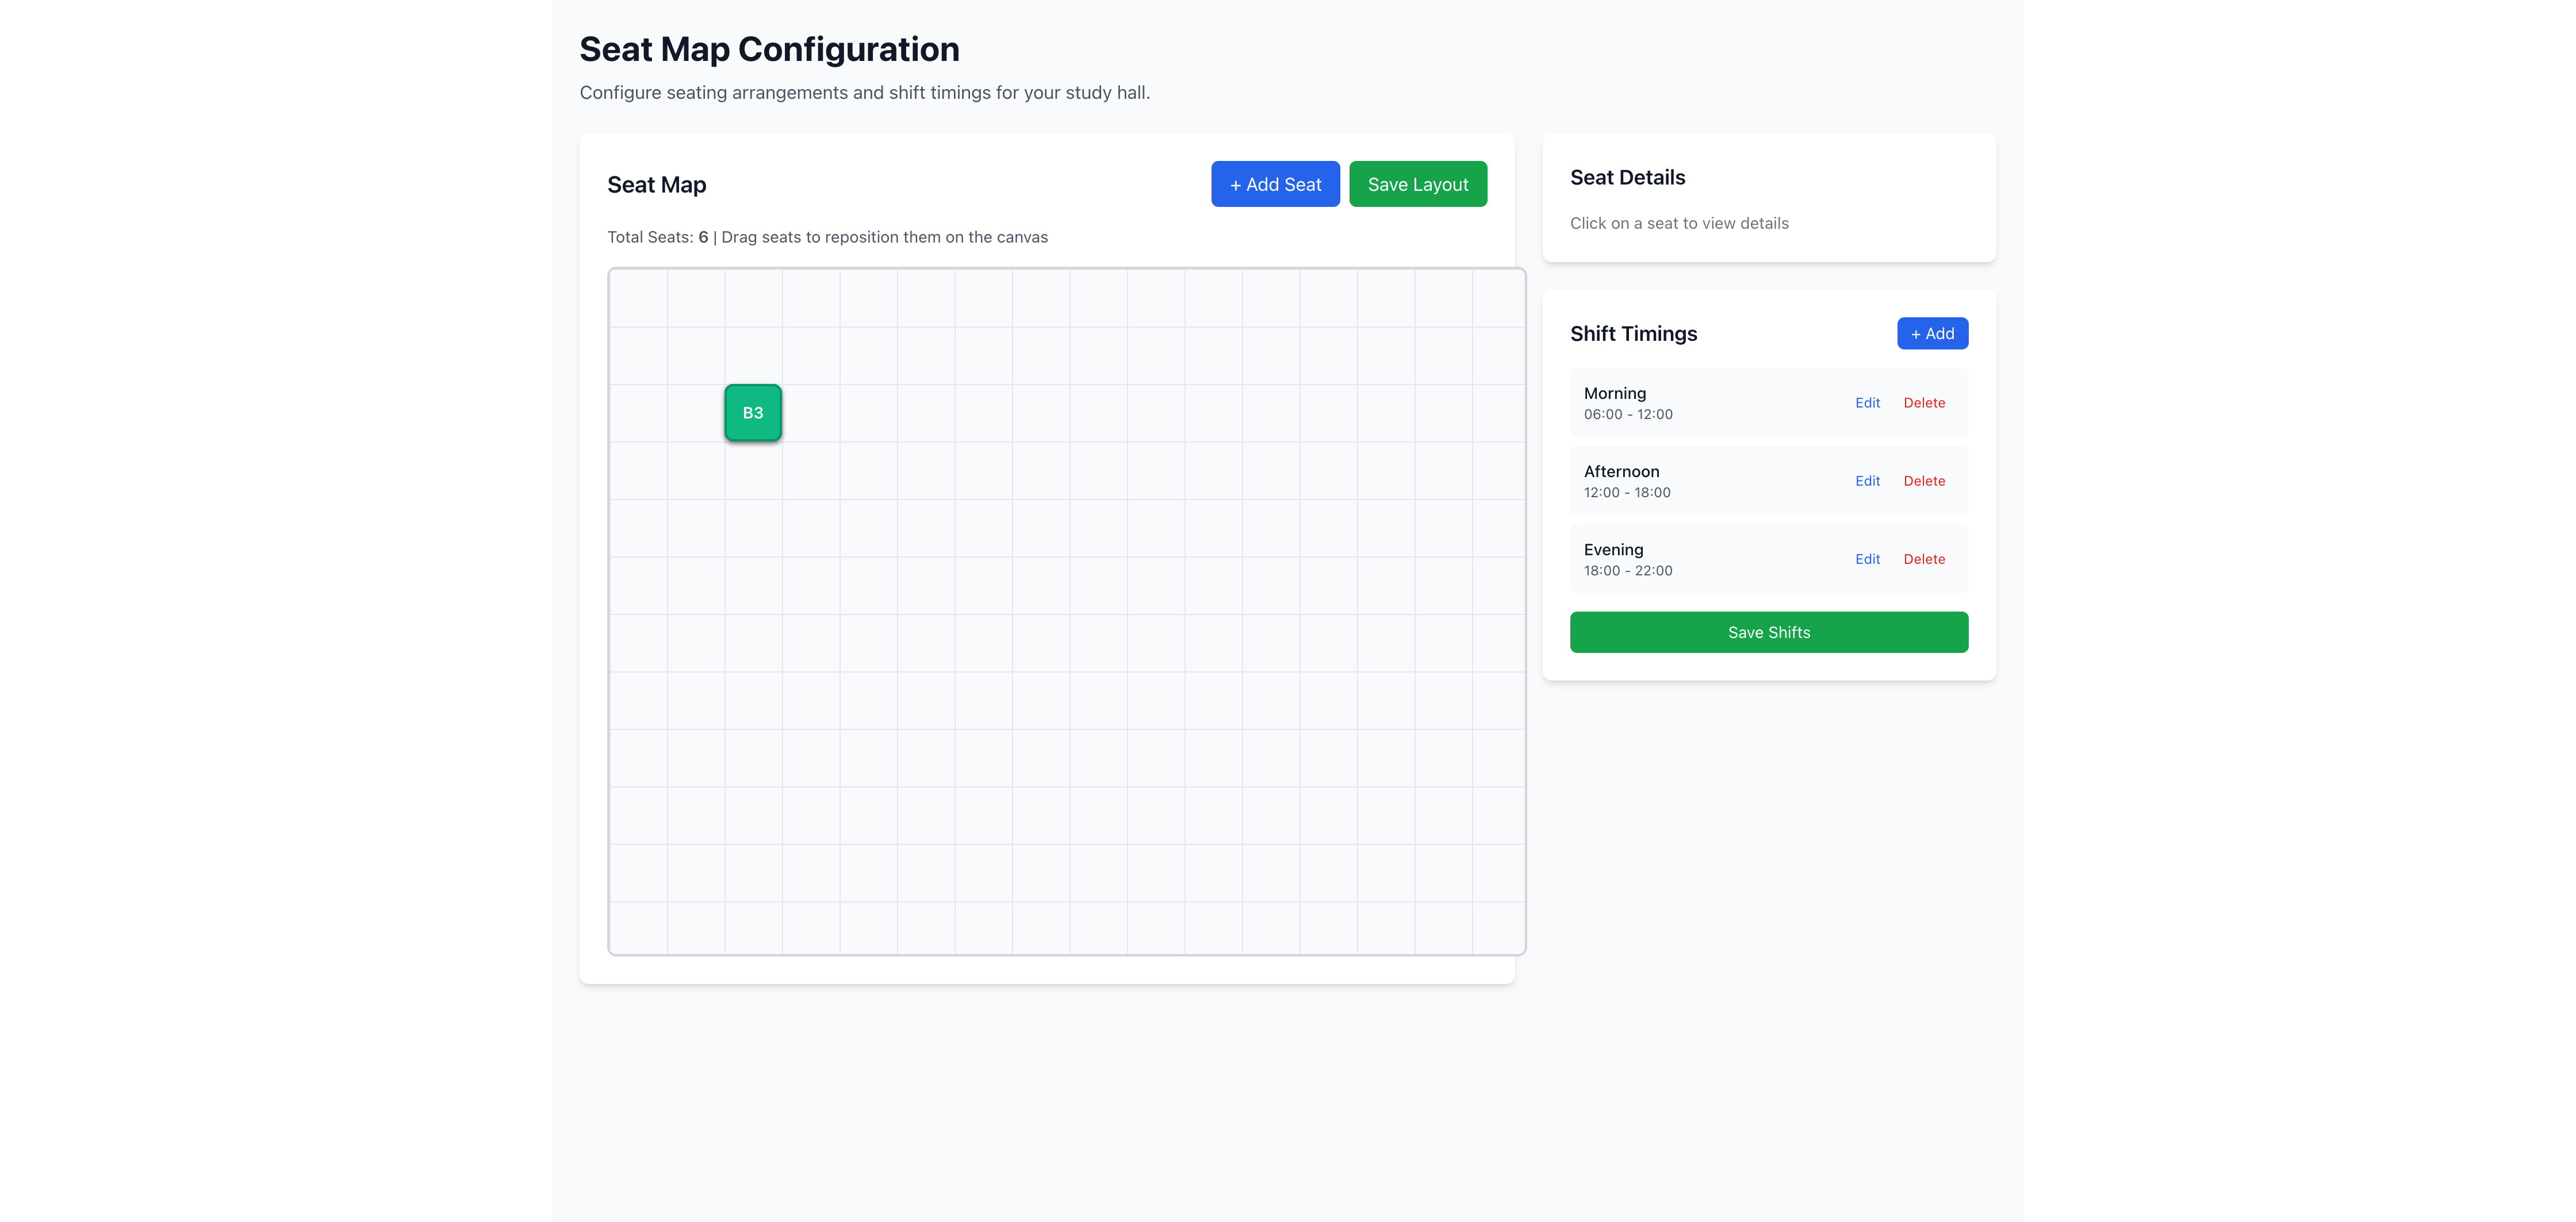 Seat Map Configuration
Configure seating arrangements and shift timings for your study hall.
Seat Map
+ Add Seat
Save Layout
Total Seats: 6 | Drag seats to reposition them on the canvas
B3
Seat Details
Click on a seat to view details
Shift Timings
+ Add
Morning
06:00 - 12:00
Edit
Delete
Afternoon
12:00 - 18:00
Edit
Delete
Evening
18:00 - 22:00
Edit
Delete
Save Shifts